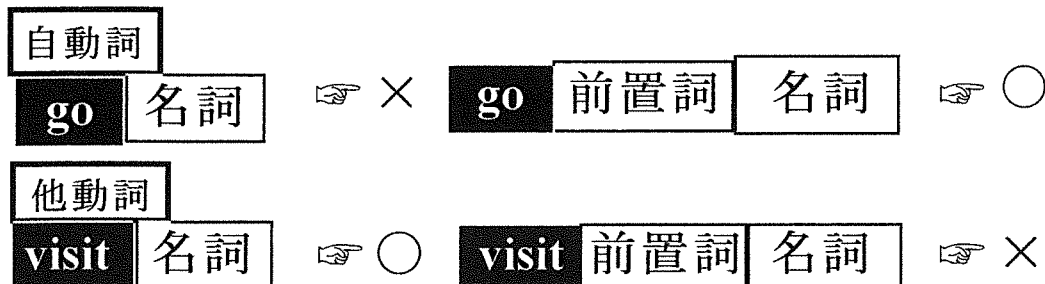 自動詞
go 名詞 ☞ × go 前置詞 名詞 ☞ ○
他動詞
visit 名詞 ☞ ○ visit 前置詞 名詞 ☞ ×